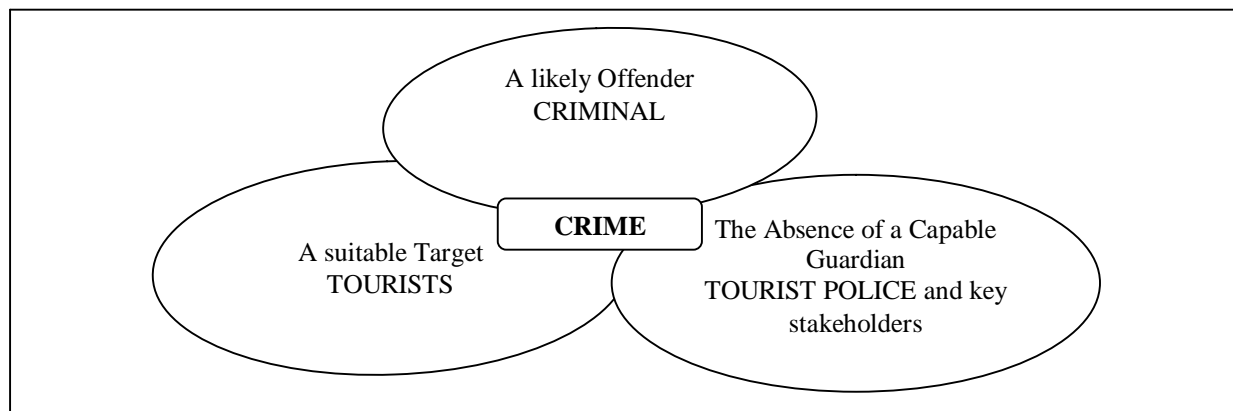 A likely Offender
CRIMINAL
CRIME
A suitable Target
TOURISTS
The Absence of a Capable
Guardian
TOURIST POLICE and key
stakeholders